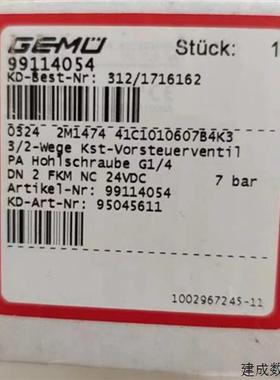 GEMÜ
Stück: 1
99114054
KD-Best-Nr: 312/1716162
0324 2M1474 41C1010607B4K3
3/2-Wege Kst-Vorsteuerventil
PA Hohlschraube G1/4
DN 2 FKM NC 24VDC 7 bar
Artikel-Nr: 99114054
KD-Art-Nr: 95045611
1002967245-11
建成数